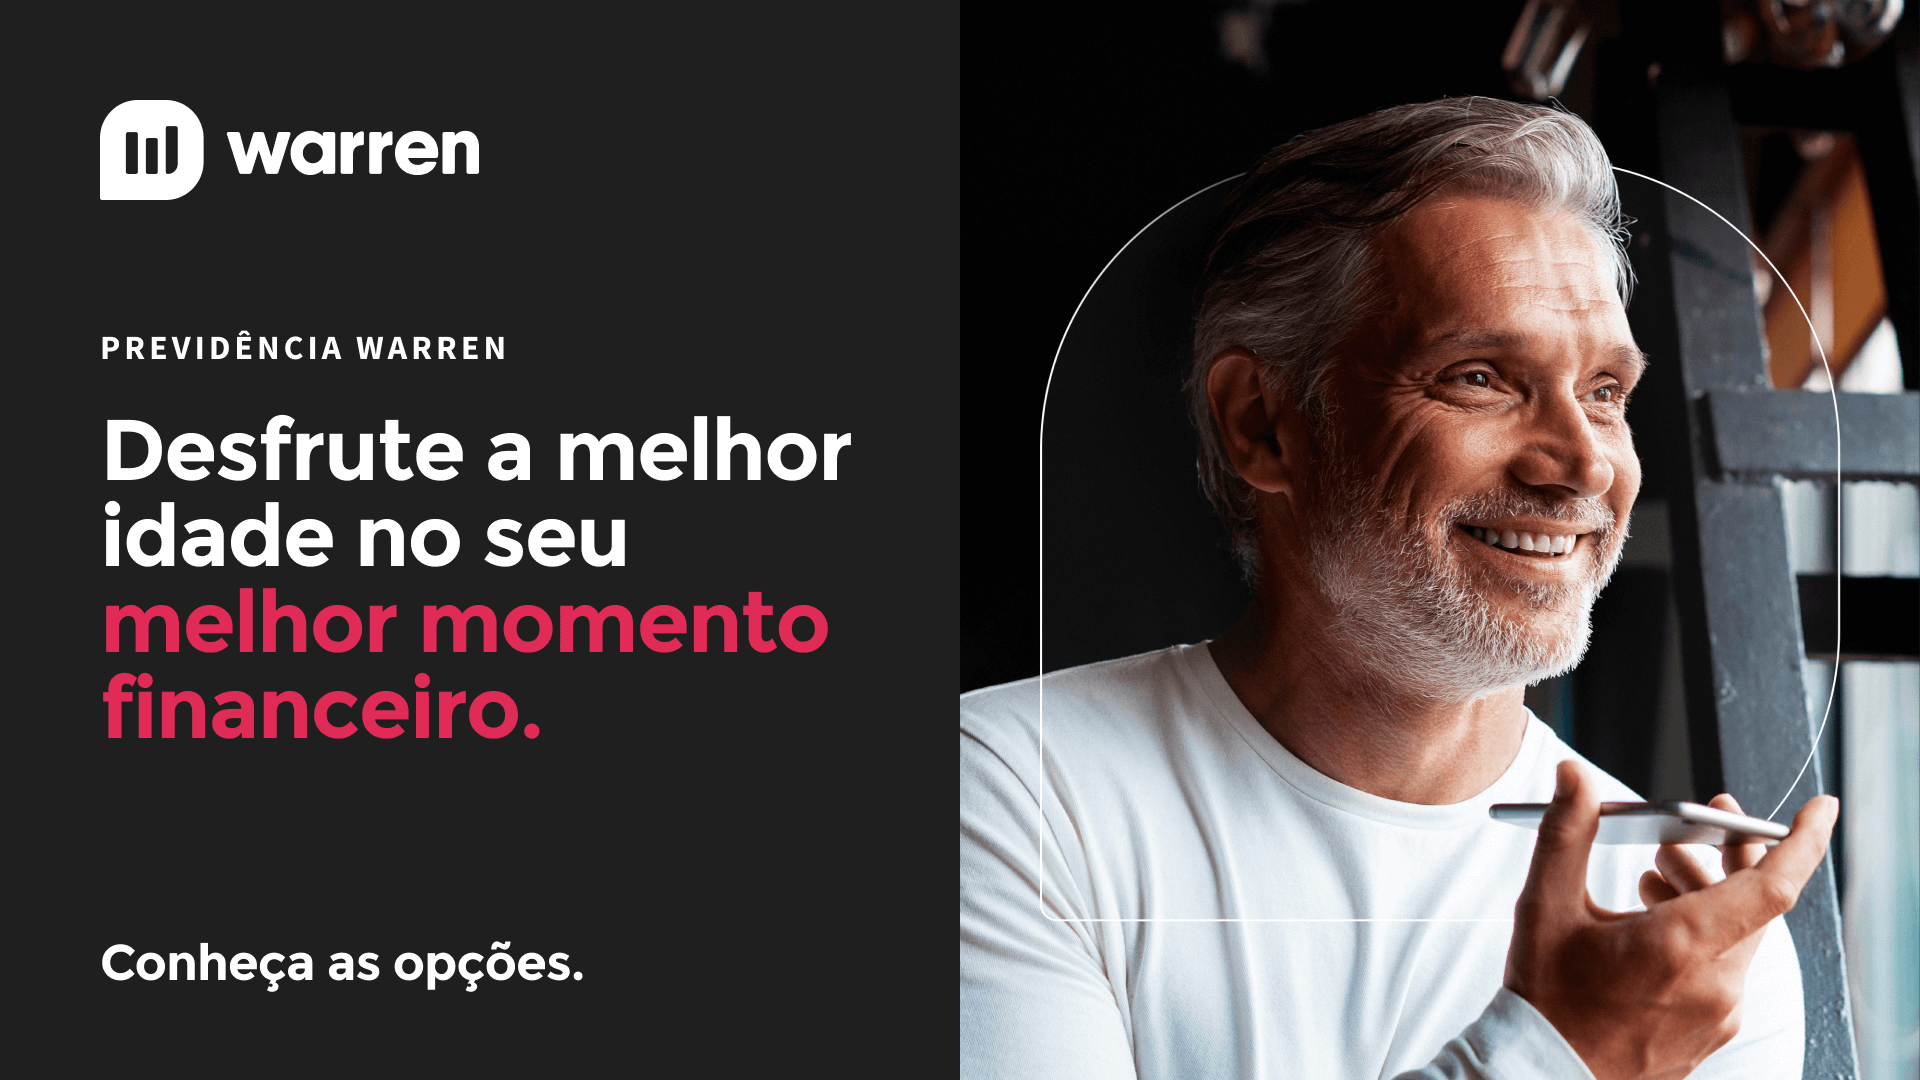 warren
PREVIDÊNCIA WARREN
Desfrute a melhor
idade no seu
melhor momento
financeiro.
Conheça as opções.